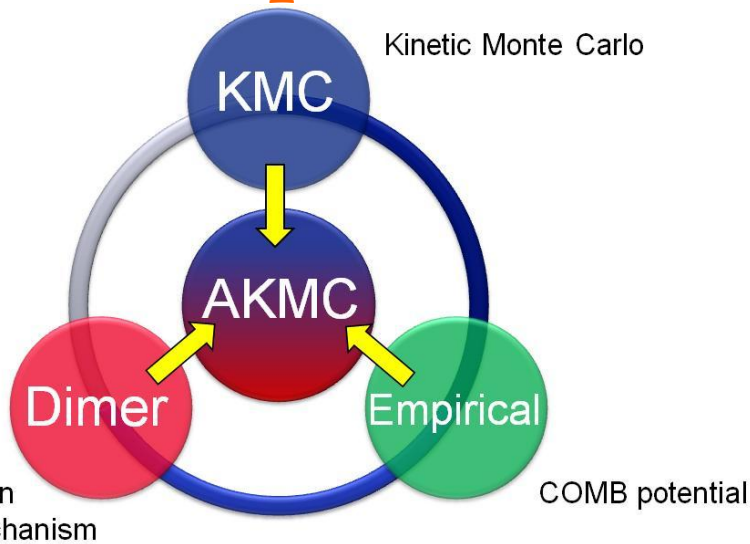 Kinetic Monte Carlo
KMC
AKMC
Dimer
Empirical
COMB potential